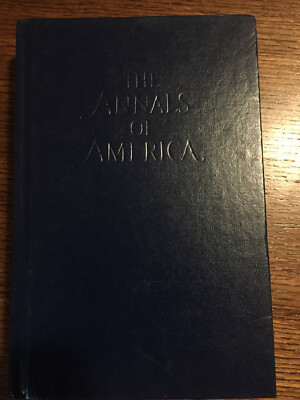 THE
ANNALS
OF
AMERICA.